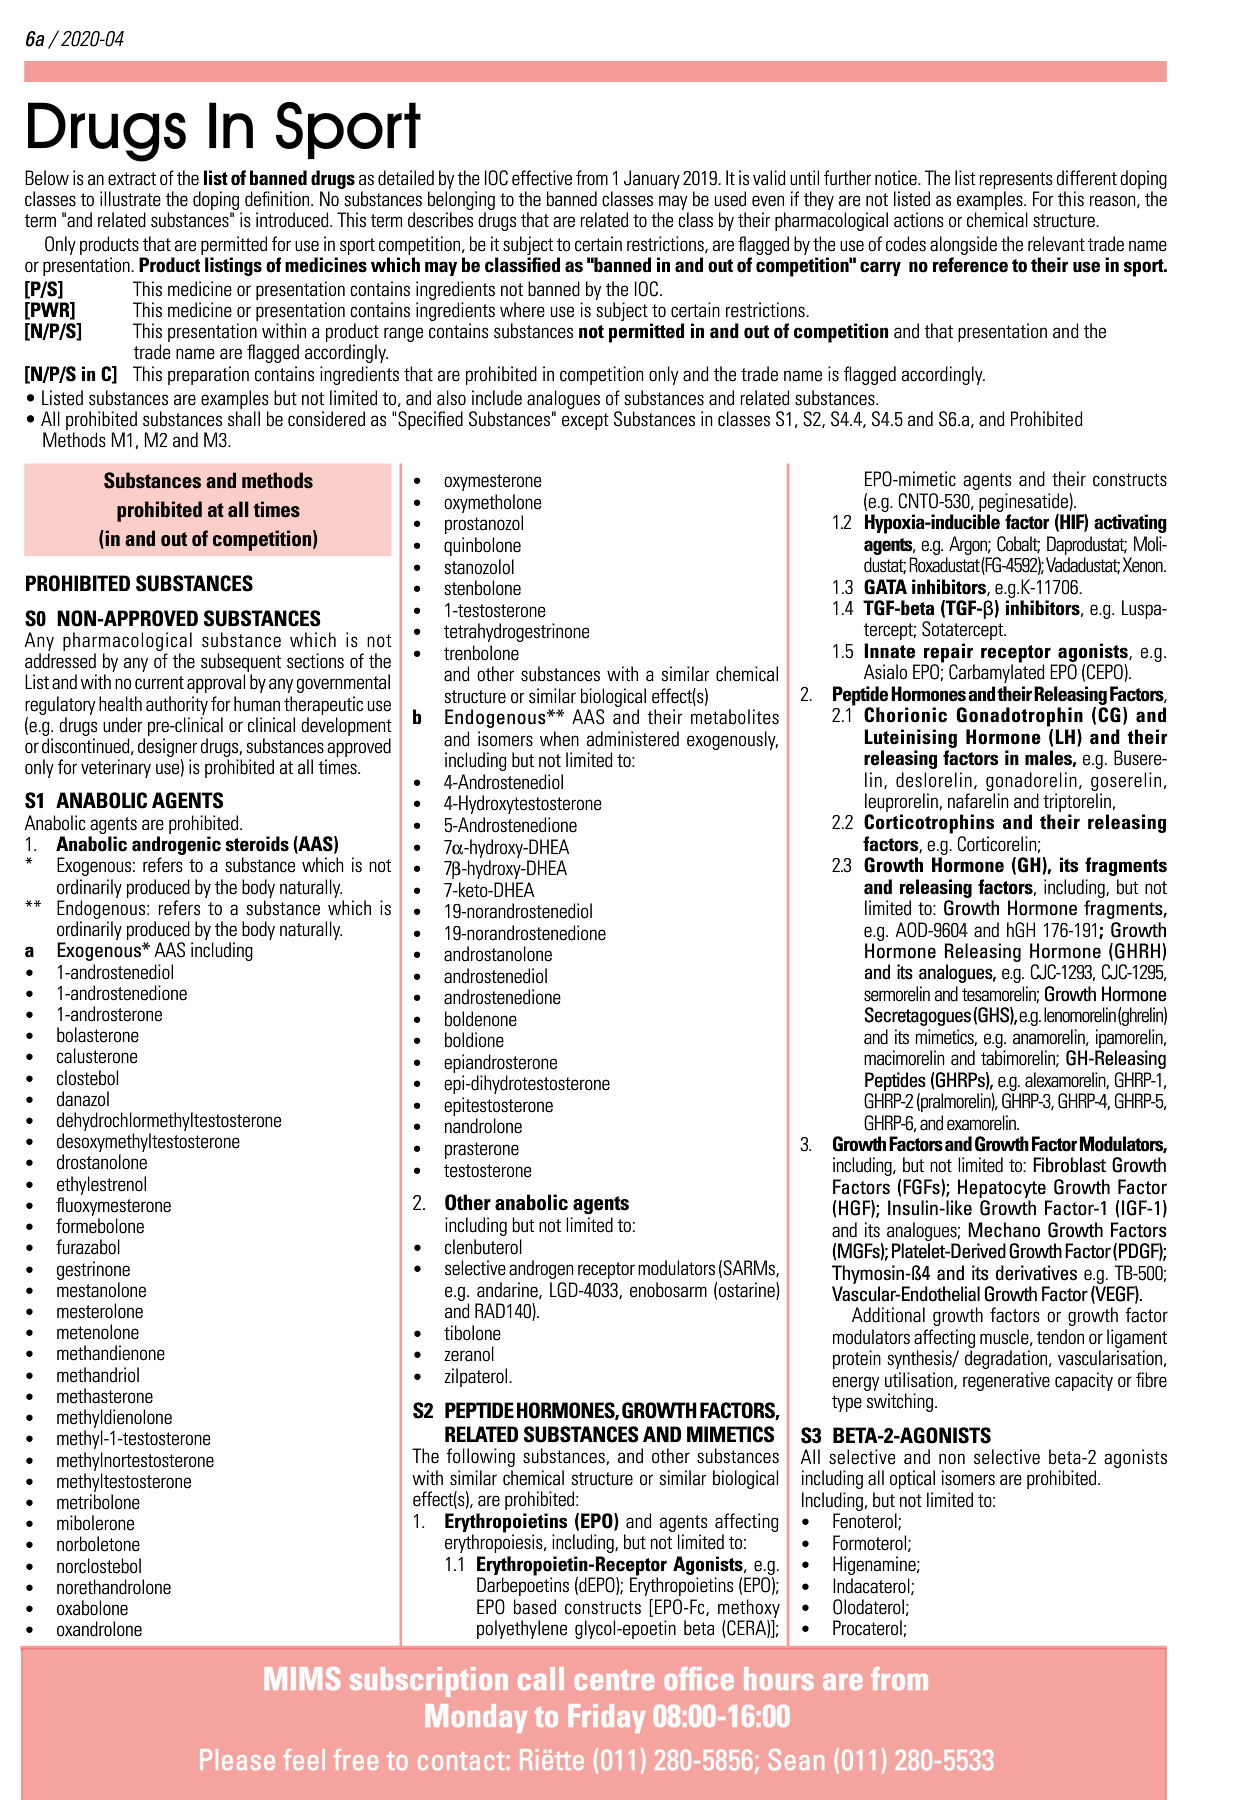 6a / 2020-04
Drugs In Sport
Below is an extract of the list of banned drugs as detailed by the IOC effective from 1 January 2019. It is valid until further notice. The list represents different doping
classes to illustrate the doping definition. No substances belonging to the banned classes may be used even if they are not listed as examples. For this reason, the
term "and related substances" is introduced. This term describes drugs that are related to the class by their pharmacological actions or chemical structure.
Only products that are permitted for use in sport competition, be it subject to certain restrictions, are flagged by the use of codes alongside the relevant trade name
or presentation. Product listings of medicines which may be classified as "banned in and out of competition" carry no reference to their use in sport.
[P/S] This medicine or presentation contains ingredients not banned by the IOC.
[PWR] This medicine or presentation contains ingredients where use is subject to certain restrictions.
[N/P/S] This presentation within a product range contains substances not permitted in and out of competition and that presentation and the
trade name are flagged accordingly.
[N/P/S in C] This preparation contains ingredients that are prohibited in competition only and the trade name is flagged accordingly.
• Listed substances are examples but not limited to, and also include analogues of substances and related substances.
• All prohibited substances shall be considered as "Specified Substances" except Substances in classes S1, S2, S4.4, S4.5 and S6.a, and Prohibited
Methods M1, M2 and M3.
Substances and methods
prohibited at all times
(in and out of competition)
PROHIBITED SUBSTANCES
S0 NON-APPROVED SUBSTANCES
Any pharmacological substance which is not
addressed by any of the subsequent sections of the
List and with no current approval by any governmental
regulatory health authority for human therapeutic use
(e.g. drugs under pre-clinical or clinical development
or discontinued, designer drugs, substances approved
only for veterinary use) is prohibited at all times.
S1 ANABOLIC AGENTS
Anabolic agents are prohibited.
1. Anabolic androgenic steroids (AAS)
* Exogenous: refers to a substance which is not
ordinarily produced by the body naturally.
** Endogenous: refers to a substance which is
ordinarily produced by the body naturally.
a Exogenous* AAS including
• 1-androstenediol
• 1-androstenedione
• 1-androsterone
• bolasterone
• calusterone
• clostebol
• danazol
• dehydrochlormethyltestosterone
• desoxymethyltestosterone
• drostanolone
• ethylestrenol
• fluoxymesterone
• formebolone
• furazabol
• gestrinone
• mestanolone
• mesterolone
• metenolone
• methandienone
• methandriol
• methasterone
• methyldienolone
• methyl-1-testosterone
• methylnortestosterone
• methyltestosterone
• metribolone
• mibolerone
• norboletone
• norclostebol
• norethandrolone
• oxabolone
• oxandrolone
• oxymesterone
• oxymetholone
• prostanozol
• quinbolone
• stanozolol
• stenbolone
• 1-testosterone
• tetrahydrogestrinone
• trenbolone
and other substances with a similar chemical
structure or similar biological effect(s)
b Endogenous** AAS and their metabolites
and isomers when administered exogenously,
including but not limited to:
• 4-Androstenediol
• 4-Hydroxytestosterone
• 5-Androstenedione
• 7α-hydroxy-DHEA
• 7β-hydroxy-DHEA
• 7-keto-DHEA
• 19-norandrostenediol
• 19-norandrostenedione
• androstanolone
• androstenediol
• androstenedione
• boldenone
• boldione
• epiandrosterone
• epi-dihydrotestosterone
• epitestosterone
• nandrolone
• prasterone
• testosterone
2. Other anabolic agents
including but not limited to:
• clenbuterol
• selective androgen receptor modulators (SARMs,
e.g. andarine, LGD-4033, enobosarm (ostarine)
and RAD140).
• tibolone
• zeranol
• zilpaterol.
S2 PEPTIDE HORMONES, GROWTH FACTORS,
RELATED SUBSTANCES AND MIMETICS
The following substances, and other substances
with similar chemical structure or similar biological
effect(s), are prohibited:
1. Erythropoietins (EPO) and agents affecting
erythropoiesis, including, but not limited to:
1.1 Erythropoietin-Receptor Agonists, e.g.
Darbepoetins (dEPO); Erythropoietins (EPO);
EPO based constructs [EPO-Fc, methoxy
polyethylene glycol-epoetin beta (CERA)];
EPO-mimetic agents and their constructs
(e.g. CNTO-530, peginesatide).
1.2 Hypoxia-inducible factor (HIF) activating
agents, e.g. Argon; Cobalt; Daprodustat; Moli-
dustat; Roxadustat (FG-4592); Vadadustat; Xenon.
1.3 GATA inhibitors, e.g.K-11706.
1.4 TGF-beta (TGF-β) inhibitors, e.g. Luspa-
tercept; Sotatercept.
1.5 Innate repair receptor agonists, e.g.
Asialo EPO; Carbamylated EPO (CEPO).
2. Peptide Hormones and their Releasing Factors,
2.1 Chorionic Gonadotrophin (CG) and
Luteinising Hormone (LH) and their
releasing factors in males, e.g. Busere-
lin, deslorelin, gonadorelin, goserelin,
leuprorelin, nafarelin and triptorelin,
2.2 Corticotrophins and their releasing
factors, e.g. Corticorelin;
2.3 Growth Hormone (GH), its fragments
and releasing factors, including, but not
limited to: Growth Hormone fragments,
e.g. AOD-9604 and hGH 176-191; Growth
Hormone Releasing Hormone (GHRH)
and its analogues, e.g. CJC-1293, CJC-1295,
sermorelin and tesamorelin; Growth Hormone
Secretagogues (GHS), e.g. lenomorelin (ghrelin)
and its mimetics, e.g. anamorelin, ipamorelin,
macimorelin and tabimorelin; GH-Releasing
Peptides (GHRPs), e.g. alexamorelin, GHRP-1,
GHRP-2 (pralmorelin), GHRP-3, GHRP-4, GHRP-5,
GHRP-6, and examorelin.
3. Growth Factors and Growth Factor Modulators,
including, but not limited to: Fibroblast Growth
Factors (FGFs); Hepatocyte Growth Factor
(HGF); Insulin-like Growth Factor-1 (IGF-1)
and its analogues; Mechano Growth Factors
(MGFs); Platelet-Derived Growth Factor (PDGF);
Thymosin-ß4 and its derivatives e.g. TB-500;
Vascular-Endothelial Growth Factor (VEGF).
Additional growth factors or growth factor
modulators affecting muscle, tendon or ligament
protein synthesis/ degradation, vascularisation,
energy utilisation, regenerative capacity or fibre
type switching.
S3 BETA-2-AGONISTS
All selective and non selective beta-2 agonists
including all optical isomers are prohibited.
Including, but not limited to:
• Fenoterol;
• Formoterol;
• Higenamine;
• Indacaterol;
• Olodaterol;
• Procaterol;
MIMS subscription call centre office hours are from
Monday to Friday 08:00-16:00
Please feel free to contact: Riëtte (011) 280-5856; Sean (011) 280-5533